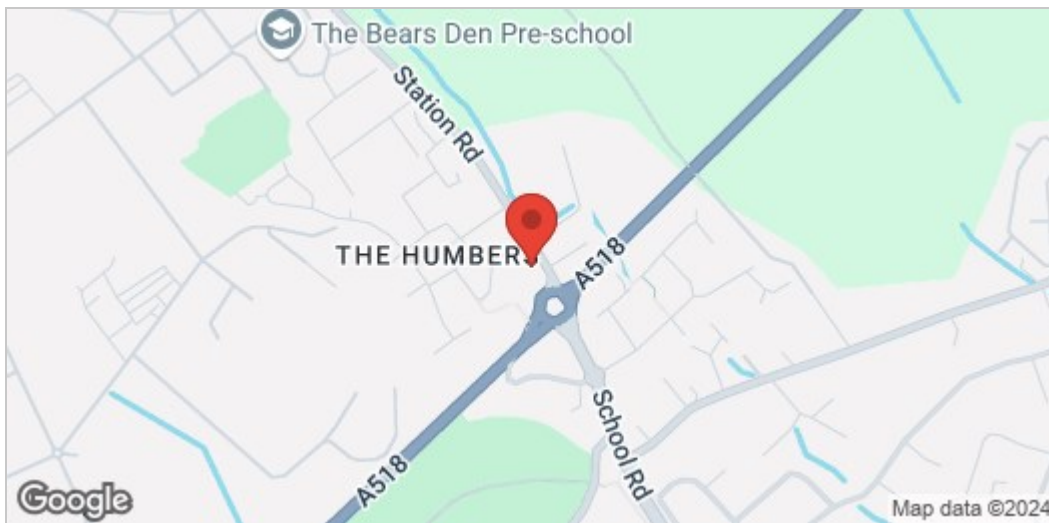 The Bears Den Pre-school
Station Rd
THE HUMBERS
A518
A518
School Rd
Google
Map data ©2024